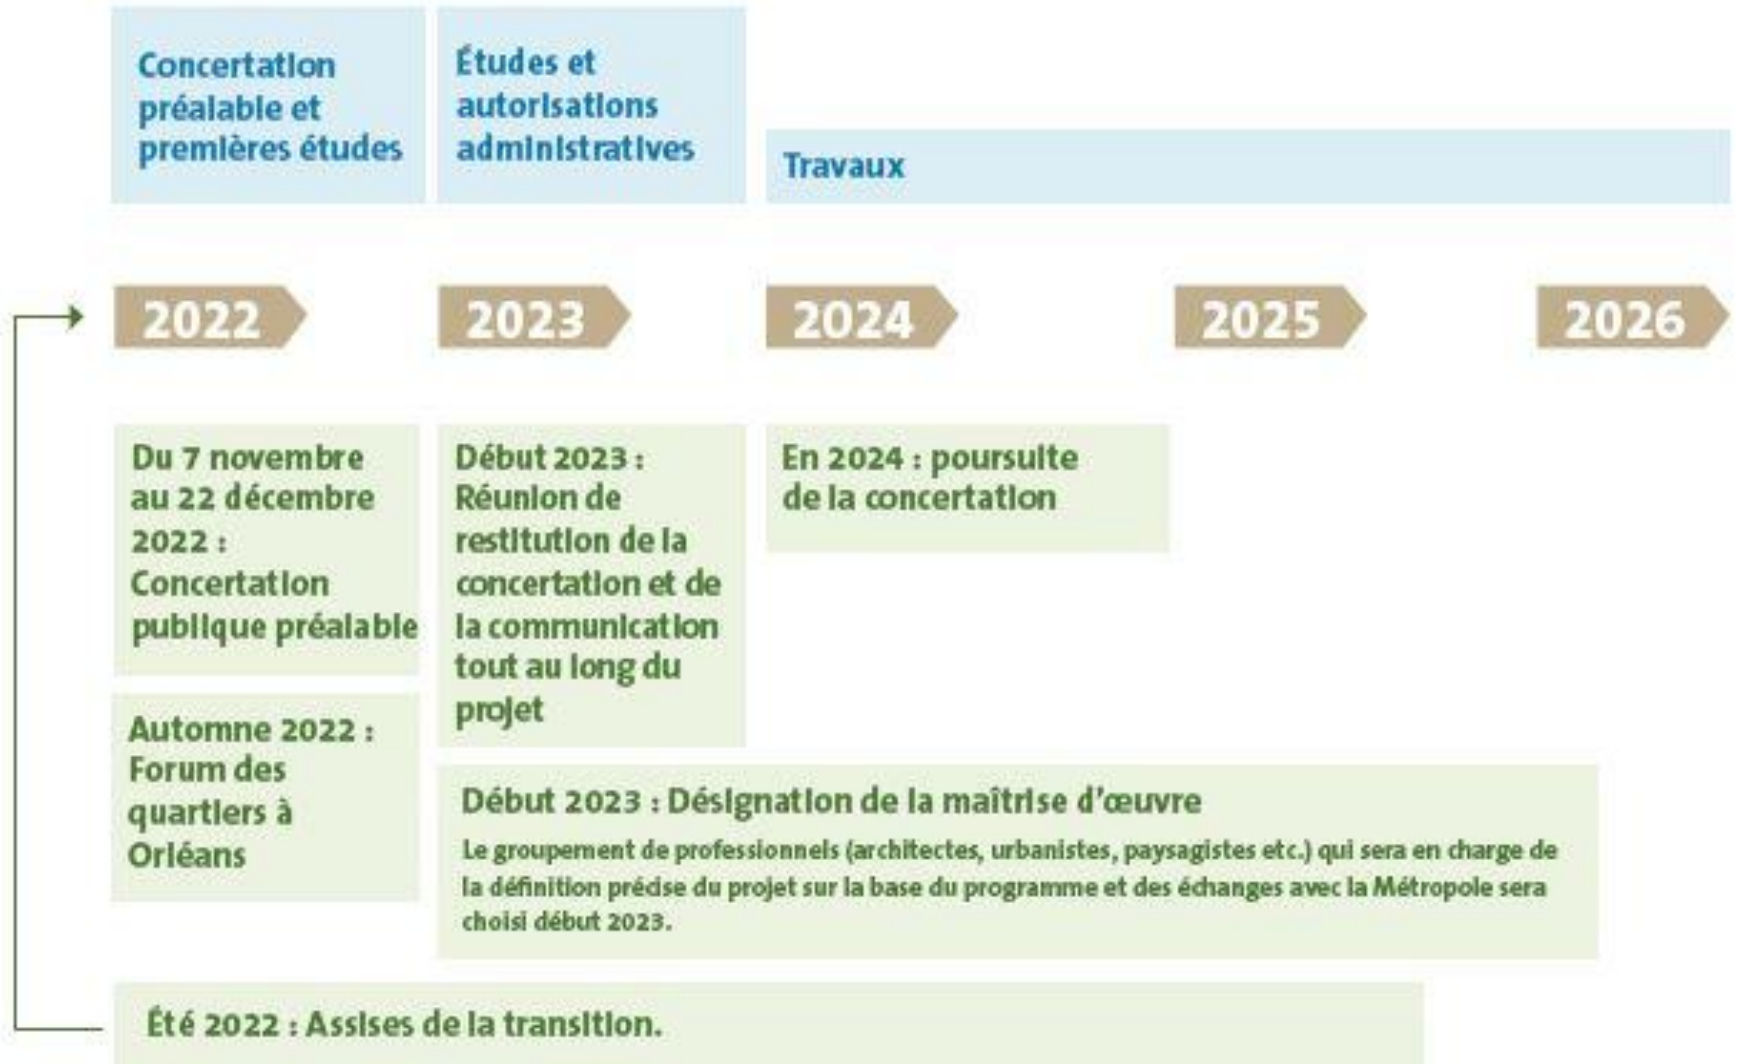 Concertation
préalable et
premières études
Études et
autorisations
administratives
Travaux
2022
2023
2024
2025
2026
Du 7 novembre
au 22 décembre
2022 :
Concertation
publique préalable
Automne 2022 :
Forum des
quartiers à
Orléans
Début 2023 :
Réunion de
restitution de la
concertation et de
la communication
tout au long du
projet
En 2024 : poursuite
de la concertation
Début 2023 : Désignation de la maîtrise d'œuvre
Le groupement de professionnels (architectes, urbanistes, paysagistes etc.) qui sera en charge de
la définition précise du projet sur la base du programme et des échanges avec la Métropole sera
choisi début 2023.
Été 2022 : Assises de la transition.